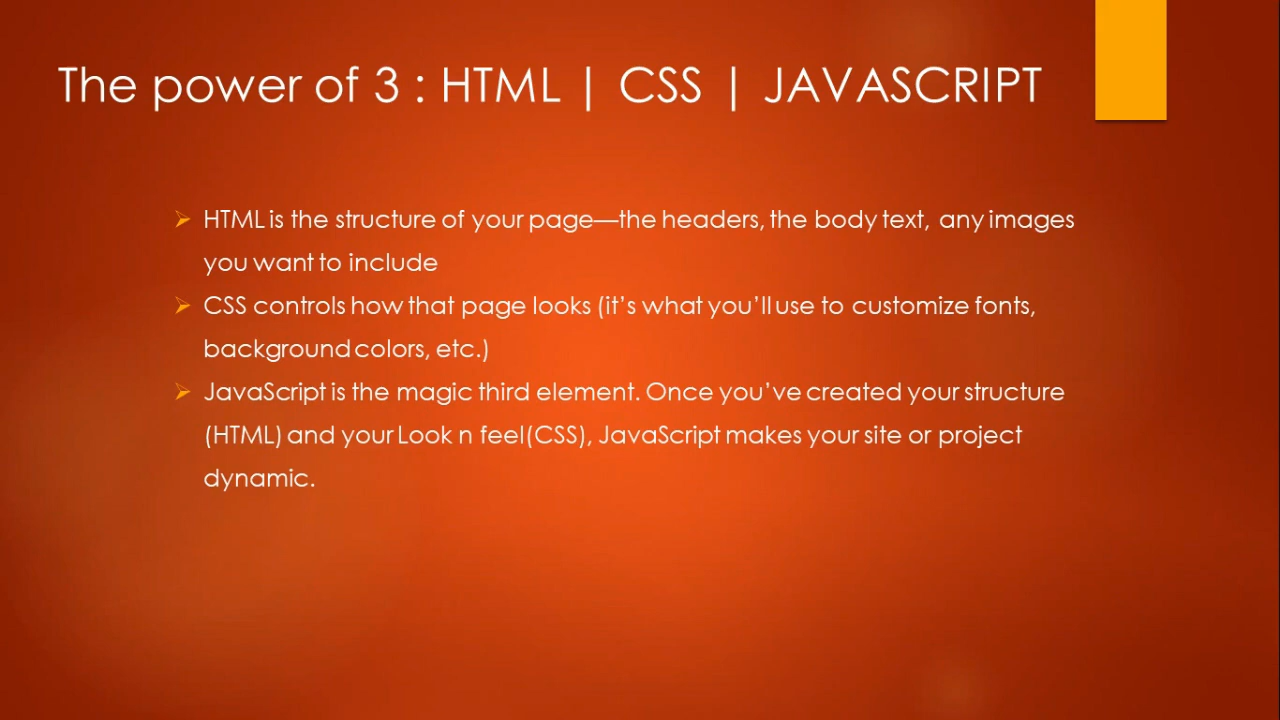 The power of 3 : HTML | CSS | JAVASCRIPT
HTML is the structure of your page—the headers, the body text, any images
you want to include
CSS controls how that page looks (it’s what you’ll use to customize fonts,
background colors, etc.)
JavaScript is the magic third element. Once you’ve created your structure
(HTML) and your Look n feel(CSS), JavaScript makes your site or project
dynamic.